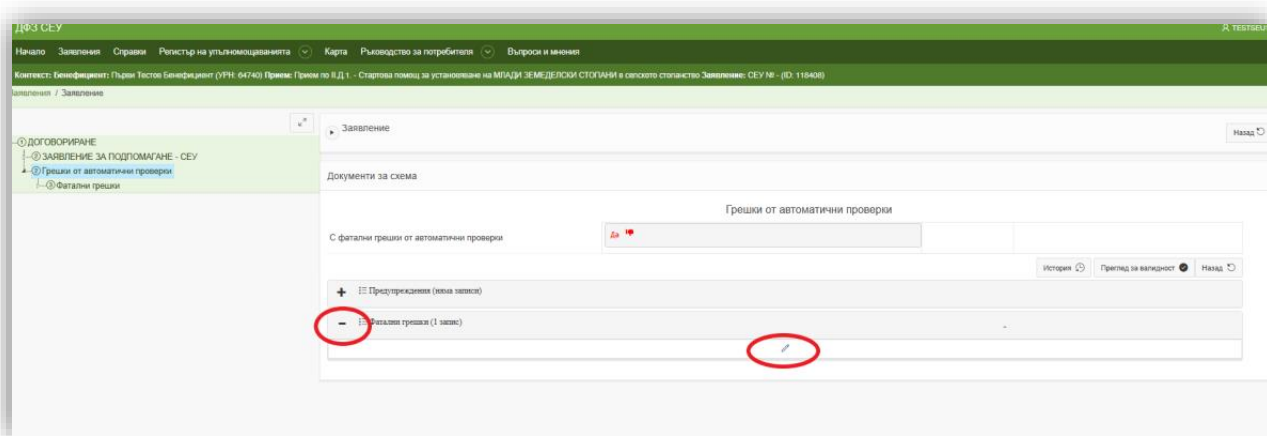 ДФЗ СЕУ
TESTSEU
Начало Заявления Справки Регистър на упълномощаванията Карта Ръководство за потребителя Въпроси и мнения
Контекст: Бенефициент: Първи Тестов Бенефициент (УРН: 64740) Прием: Прием по II.Д.1. - Стартова помощ за установяване на МЛАДИ ЗЕМЕДЕЛСКИ СТОПАНИ в селското стопанство Заявление: СЕУ № - (ID: 118408)
Заявления / Заявление
1 ДОГОВОРИРАНЕ
2 ЗАЯВЛЕНИЕ ЗА ПОДПОМАГАНЕ - СЕУ
2 Грешки от автоматични проверки
3 Фатални грешки
Заявление
Назад
Документи за схема
Грешки от автоматични проверки
С фатални грешки от автоматични проверки
Да
История Преглед за валидност Назад
Предупреждения (няма записи)
Фатални грешки (1 запис)